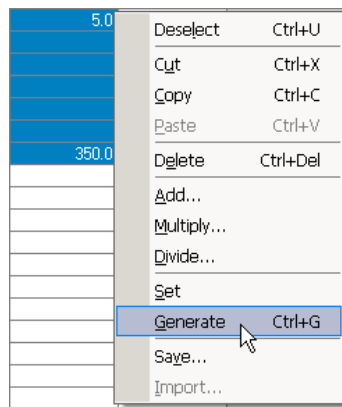 5.0
Deselect Ctrl+U
Cut Ctrl+X
Copy Ctrl+C
Paste Ctrl+V
350.0
Delete Ctrl+Del
Add...
Multiply...
Divide...
Set
Generate Ctrl+G
Save...
Import...